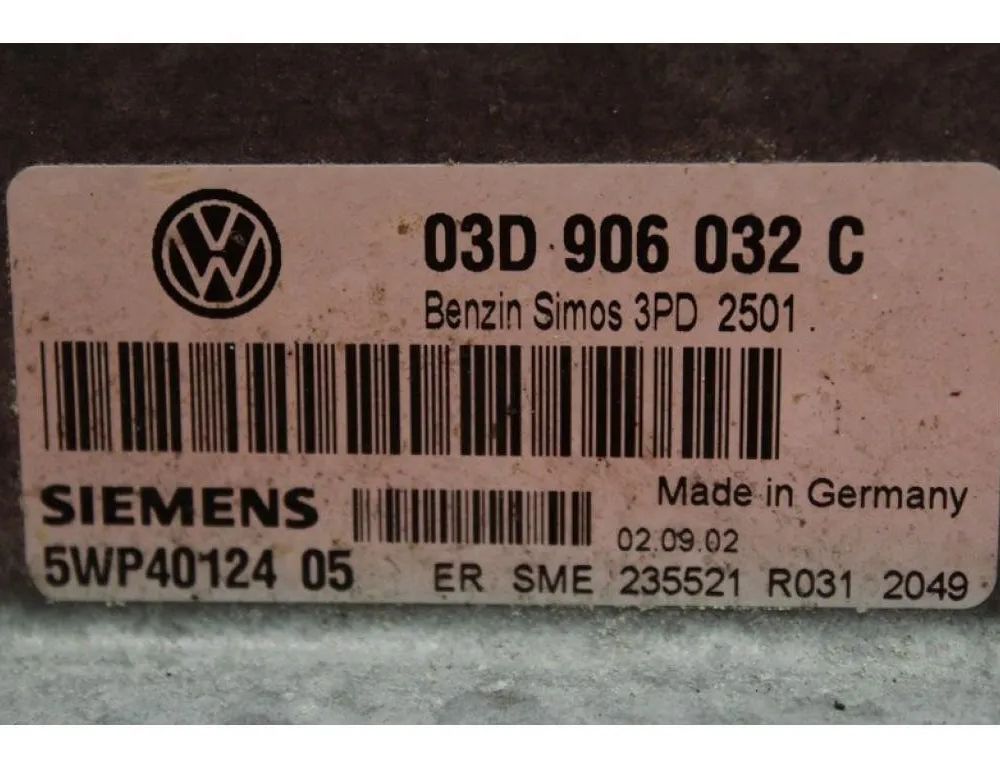 VW
03D 906 032 C
Benzin Simos 3PD 2501.
SIEMENS
Made in Germany
02.09.02
5WP40124 05
ER SME 235521 R031 2049